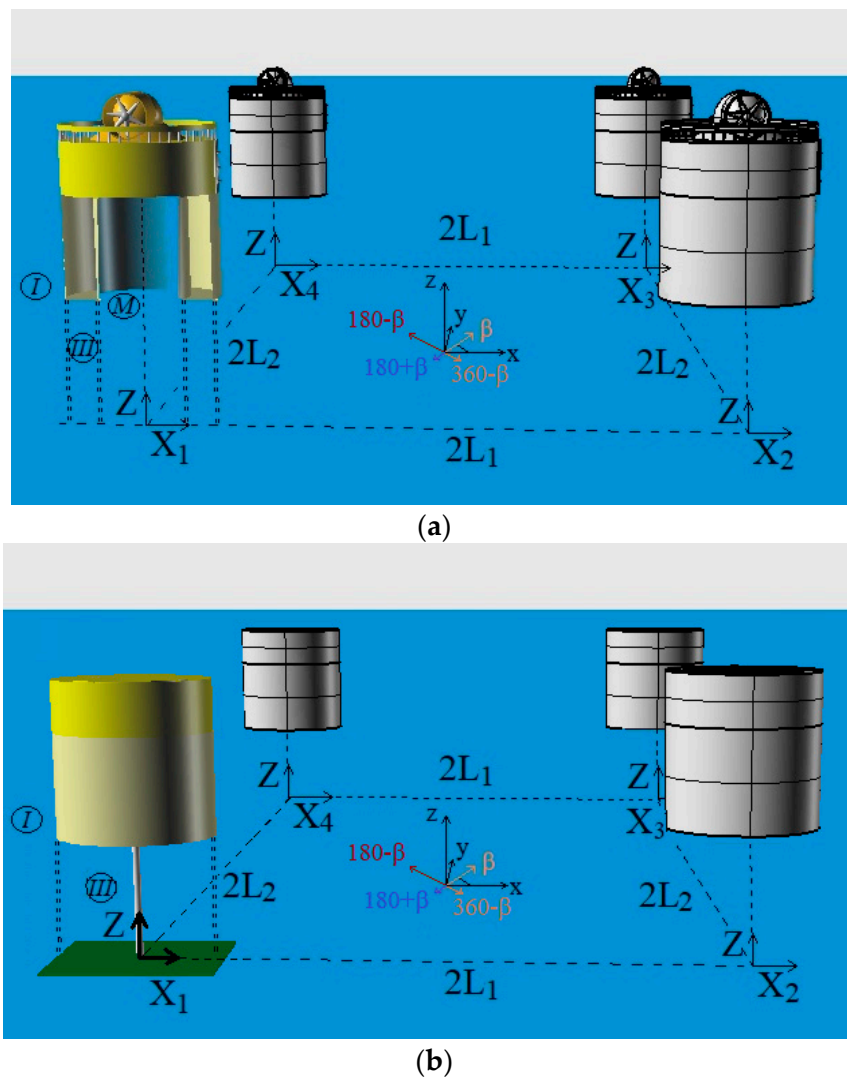 2L₁
Z
Z
X₄
X₃
I
M
z
180-β
y
β
III
2L₂
x
2L₂
180+β
360-β
Z
Z
X₁
2L₁
X₂
(a)
2L₁
Z
Z
X₄
X₃
I
z
180-β
y
β
III
2L₂
x
2L₂
180+β
360-β
Z
Z
X₁
2L₁
X₂
(b)